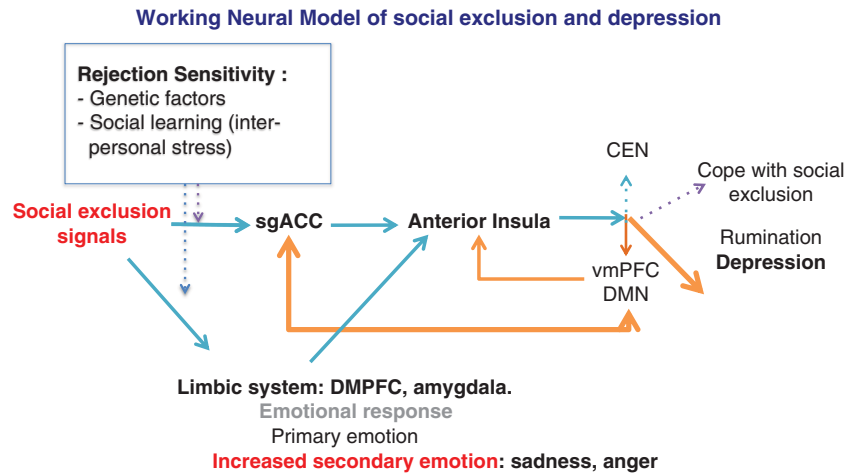 Working Neural Model of social exclusion and depression
Rejection Sensitivity :
- Genetic factors
- Social learning (inter-
personal stress)
CEN
Cope with social
exclusion
Social exclusion
signals
sgACC
Anterior Insula
Rumination
Depression
vmPFC
DMN
Limbic system: DMPFC, amygdala.
Emotional response
Primary emotion
Increased secondary emotion: sadness, anger